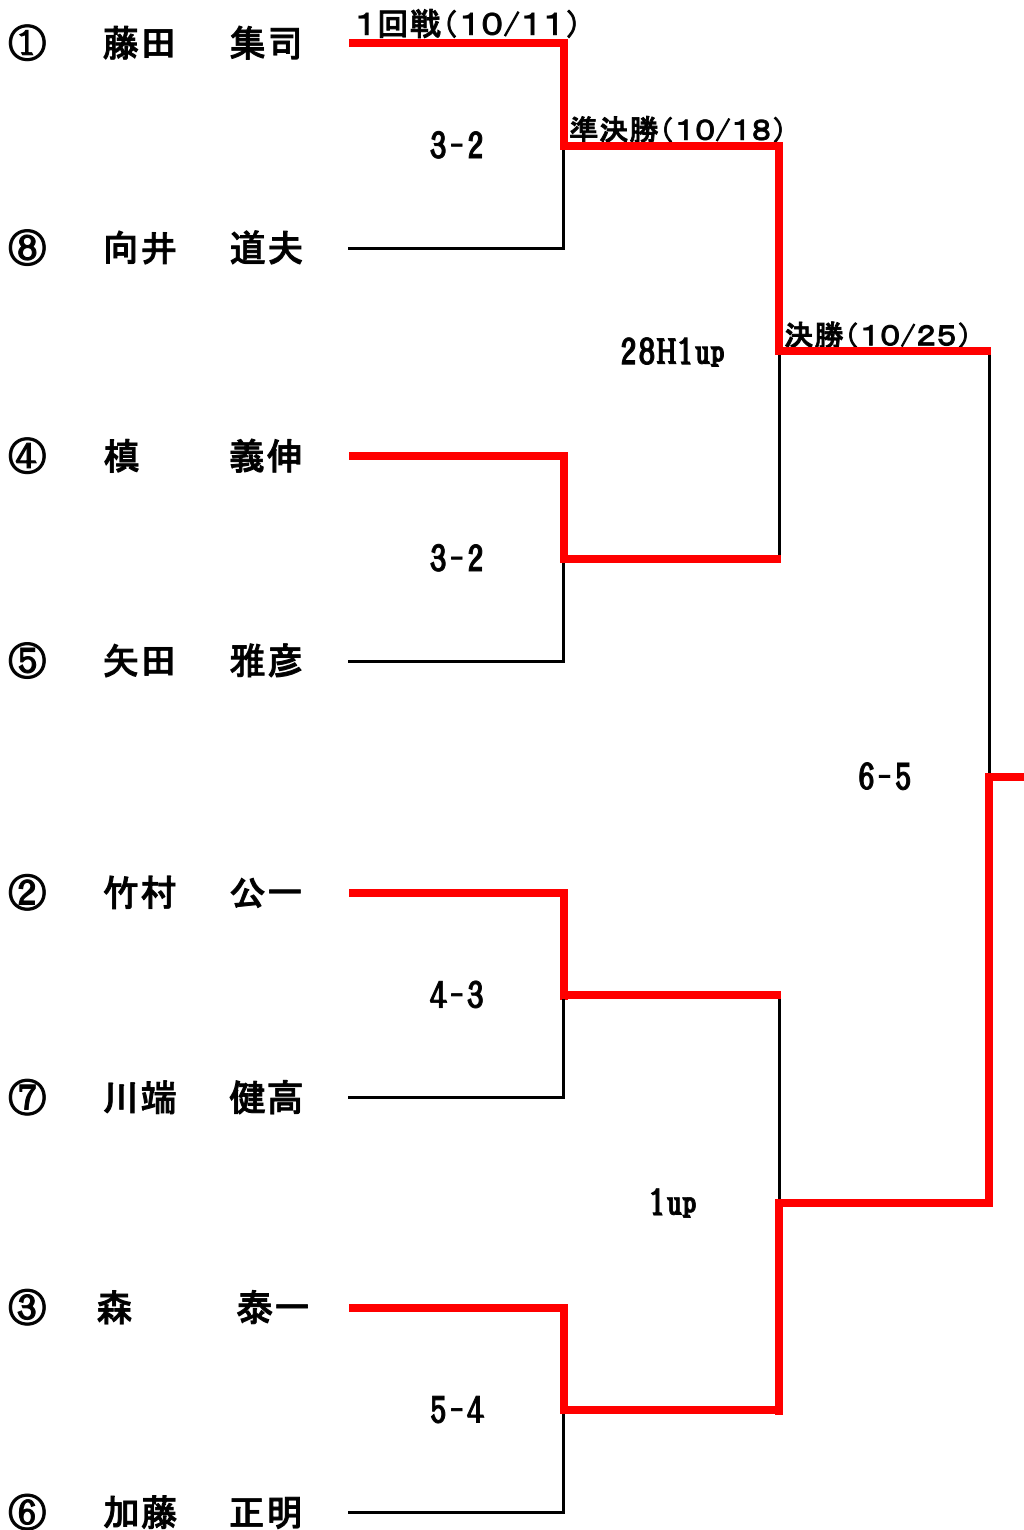 1回戦(10/11)
① 藤田 集司
準決勝(10/18)
3-2
⑧ 向井 道夫
決勝(10/25)
28H1up
④ 槙 義伸
3-2
⑤ 矢田 雅彦
6-5
② 竹村 公一
4-3
⑦ 川端 健高
1up
③ 森 泰一
5-4
⑥ 加藤 正明